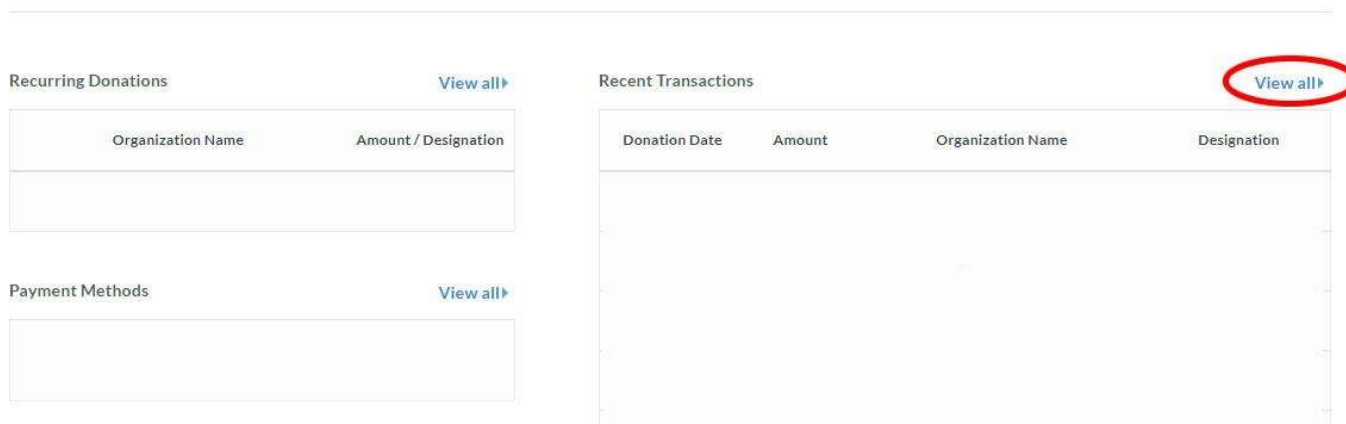 Recurring Donations View all
Organization Name Amount / Designation
Payment Methods View all
Recent Transactions View all
Donation Date Amount Organization Name Designation